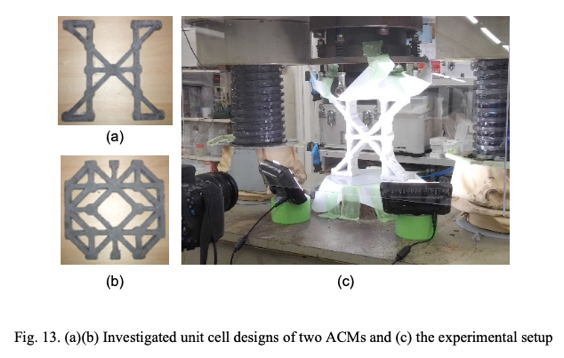 (a)
(b)
(c)
Fig. 13. (a)(b) Investigated unit cell designs of two ACMs and (c) the experimental setup